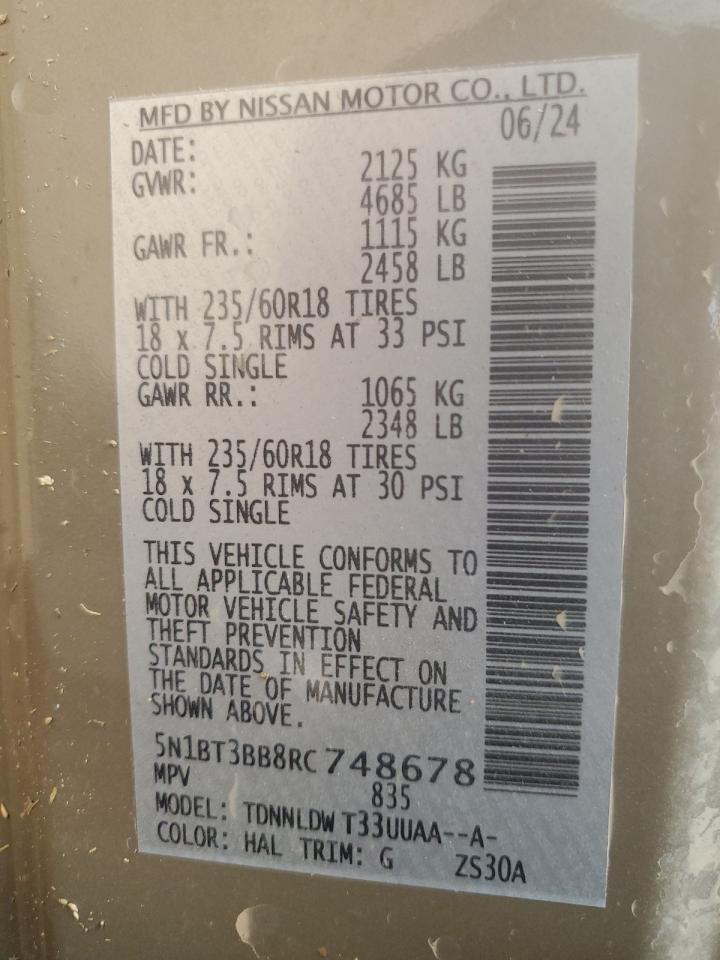 MFD BY NISSAN MOTOR CO., LTD.
DATE: 06/24
GVWR: 2125 KG
4685 LB
GAWR FR.: 1115 KG
2458 LB
WITH 235/60R18 TIRES
18 x 7.5 RIMS AT 33 PSI
COLD SINGLE
GAWR RR.: 1065 KG
2348 LB
WITH 235/60R18 TIRES
18 x 7.5 RIMS AT 30 PSI
COLD SINGLE
THIS VEHICLE CONFORMS TO
ALL APPLICABLE FEDERAL
MOTOR VEHICLE SAFETY AND
THEFT PREVENTION
STANDARDS IN EFFECT ON
THE DATE OF MANUFACTURE
SHOWN ABOVE.
5N1BT3BB8RC748678
MPV 835
MODEL: TDNNLDW T33UUAA--A-
COLOR: HAL TRIM: G ZS30A